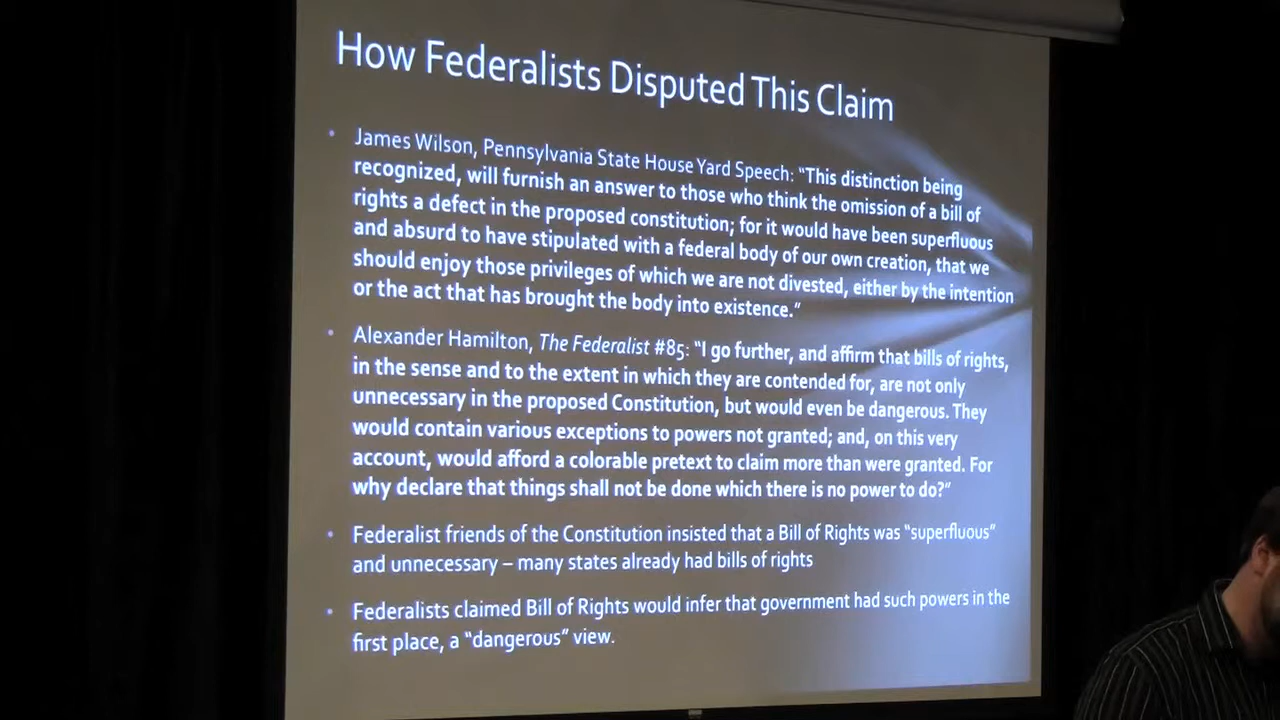 How Federalists Disputed This Claim
• James Wilson, Pennsylvania State House Yard Speech: “This distinction being
recognized, will furnish an answer to those who think the omission of a bill of
rights a defect in the proposed constitution; for it would have been superfluous
and absurd to have stipulated with a federal body of our own creation, that we
should enjoy those privileges of which we are not divested, either by the intention
or the act that has brought the body into existence.”
• Alexander Hamilton, The Federalist #85: “I go further, and affirm that bills of rights,
in the sense and to the extent in which they are contended for, are not only
unnecessary in the proposed Constitution, but would even be dangerous. They
would contain various exceptions to powers not granted; and, on this very
account, would afford a colorable pretext to claim more than were granted. For
why declare that things shall not be done which there is no power to do?”
• Federalist friends of the Constitution insisted that a Bill of Rights was “superfluous”
and unnecessary – many states already had bills of rights
• Federalists claimed Bill of Rights would infer that government had such powers in the
first place, a “dangerous” view.